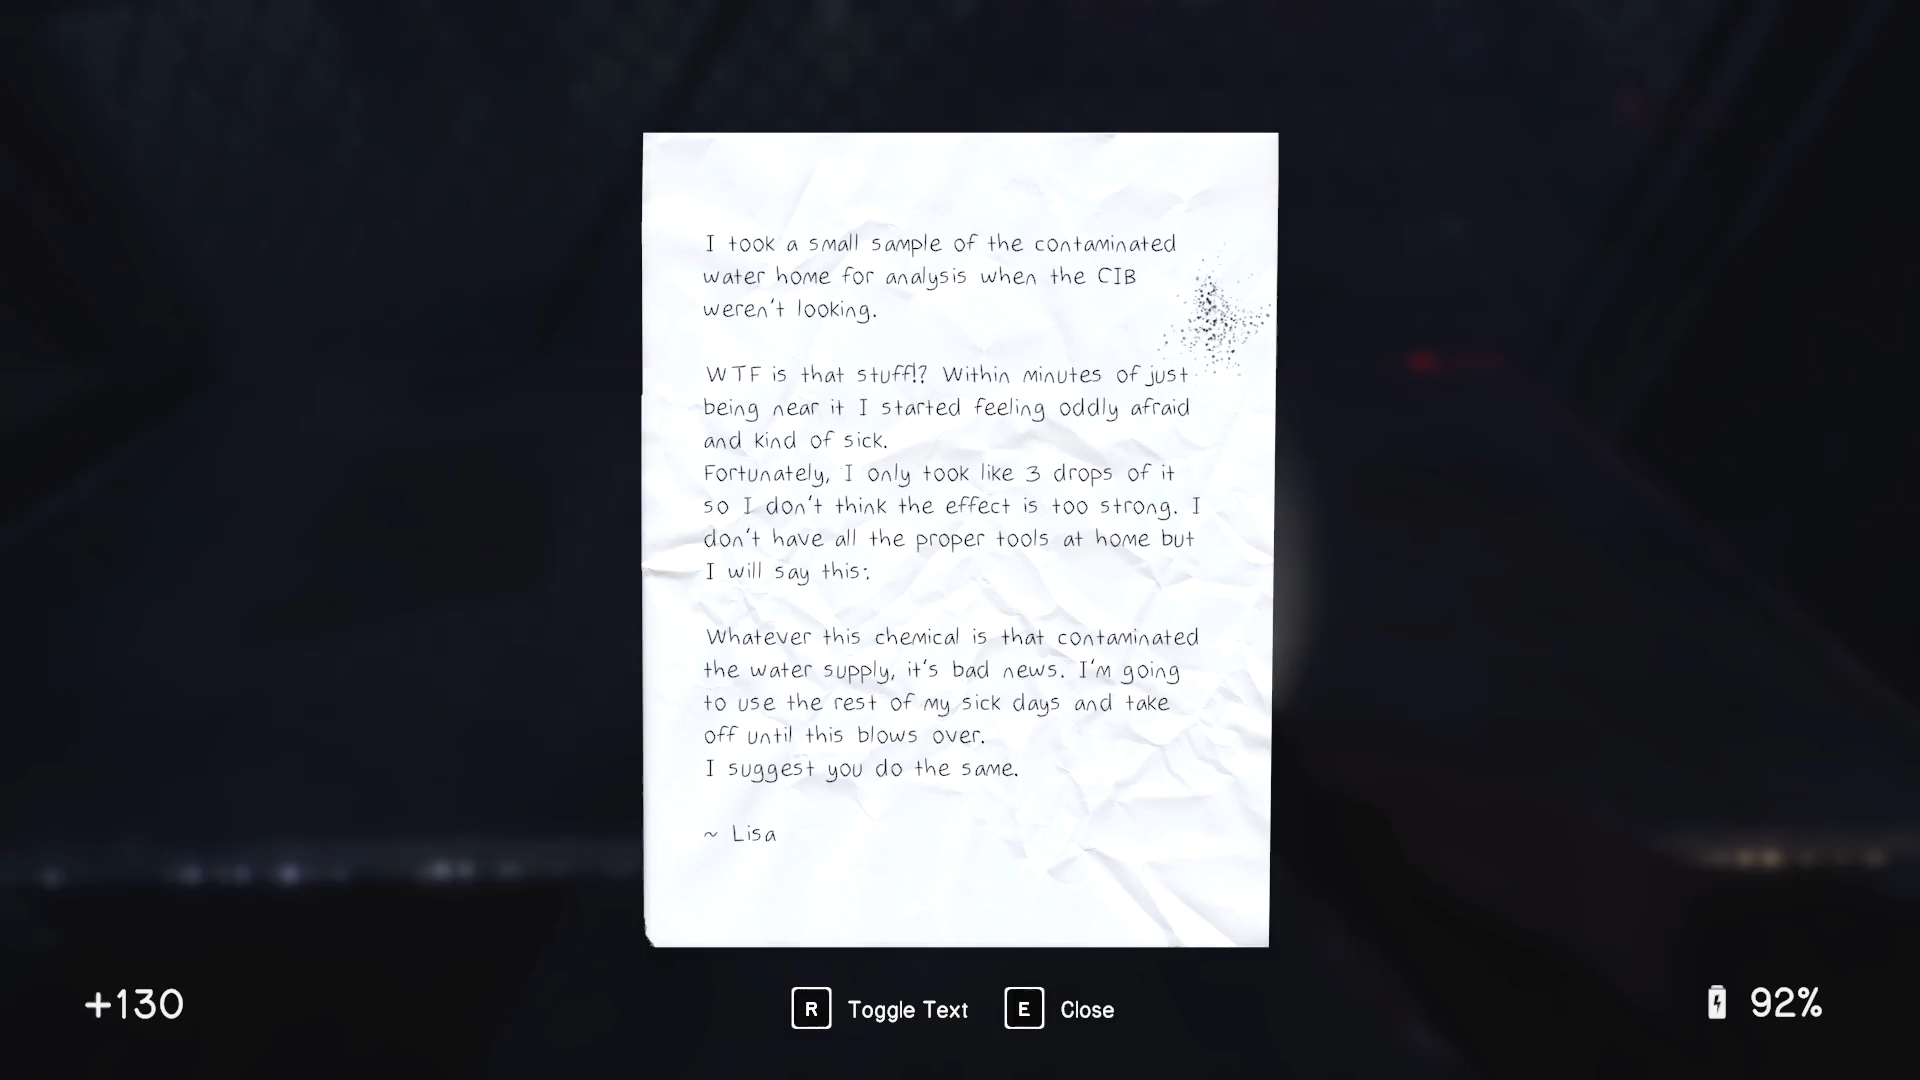 I took a small sample of the contaminated
water home for analysis when the CIB
weren't looking.
WTF is that stuff!? Within minutes of just
being near it I started feeling oddly afraid
and kind of sick.
Fortunately, I only took like 3 drops of it
so I don't think the effect is too strong. I
don't have all the proper tools at home but
I will say this:
Whatever this chemical is that contaminated
the water supply, it's bad news. I'm going
to use the rest of my sick days and take
off until this blows over.
I suggest you do the same.
~ Lisa
+130
R Toggle Text E Close
92%